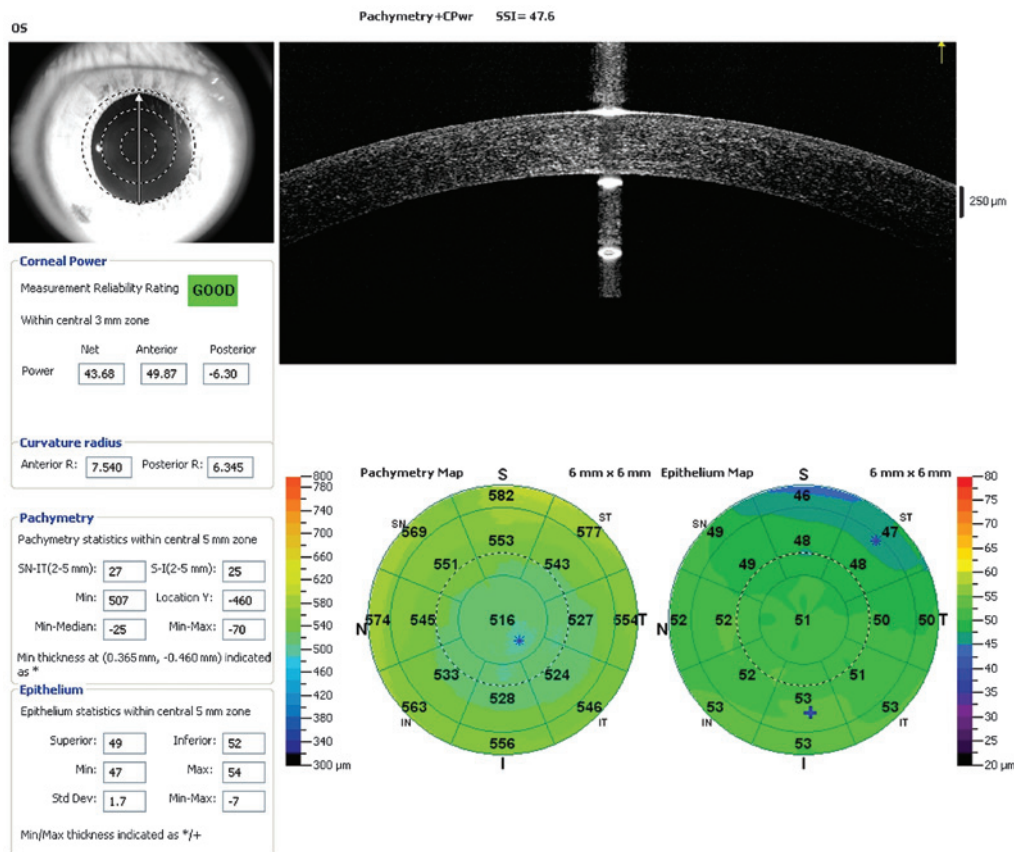 Pachymetry+CPwr SSI= 47.6
OS
250 µm
Corneal Power
Measurement Reliability Rating GOOD
Within central 3 mm zone
Net Anterior Posterior
Power 43.68 49.87 -6.30
Curvature radius
Anterior R: 7.540 Posterior R: 6.345
Pachymetry
Pachymetry statistics within central 5 mm zone
SN-IT(2-5 mm): 27 S-I(2-5 mm): 25
Min: 507 Location Y: -460
Min-Median: -25 Min-Max: -70
Min thickness at (0.365 mm, -0.460 mm) indicated
as *
Epithelium
Epithelium statistics within central 5 mm zone
Superior: 49 Inferior: 52
Min: 47 Max: 54
Std Dev: 1.7 Min-Max: -7
Min/Max thickness indicated as */+
800
780
740
700
660
620
580
540
500
460
420
380
340
300 µm
Pachymetry Map S 6 mm x 6 mm
582
SN 569 577 ST
553
551 543
N 574 545 516 527 554 T
*
533 524
528
IN 563 546 IT
556
I
Epithelium Map S 6 mm x 6 mm
46
SN 49 47 ST
*
48
49 48
N 52 52 51 50 50 T
52 51
53
+
IN 53 53 IT
53
I
80
75
70
65
60
55
50
45
40
35
30
25
20 µm